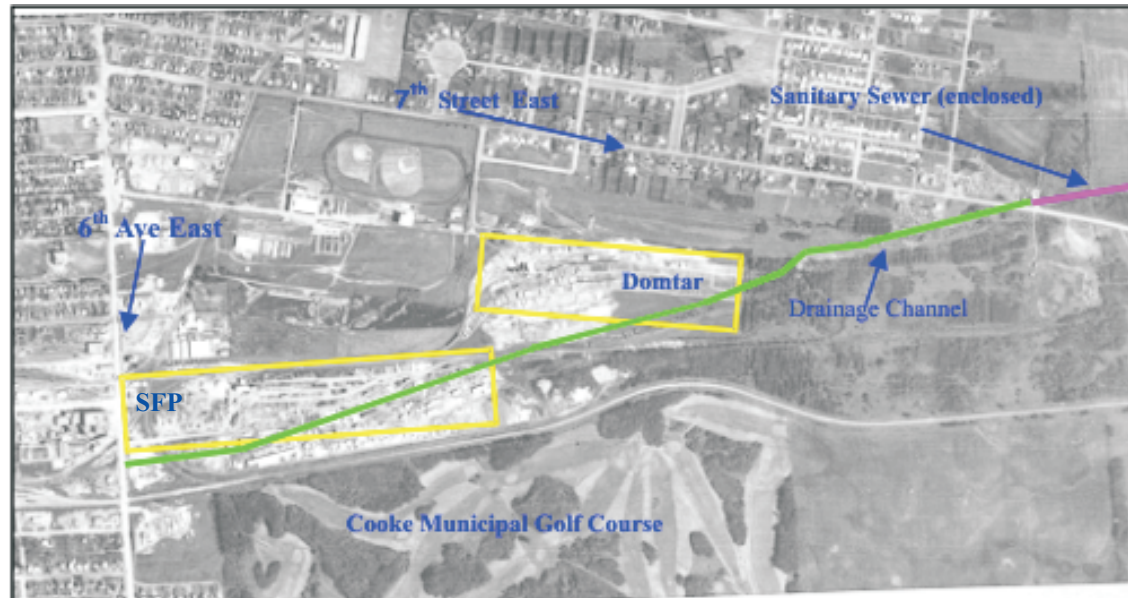 7th Street East
Sanitary Sewer (enclosed)
6th Ave East
Domtar
Drainage Channel
SFP
Cooke Municipal Golf Course